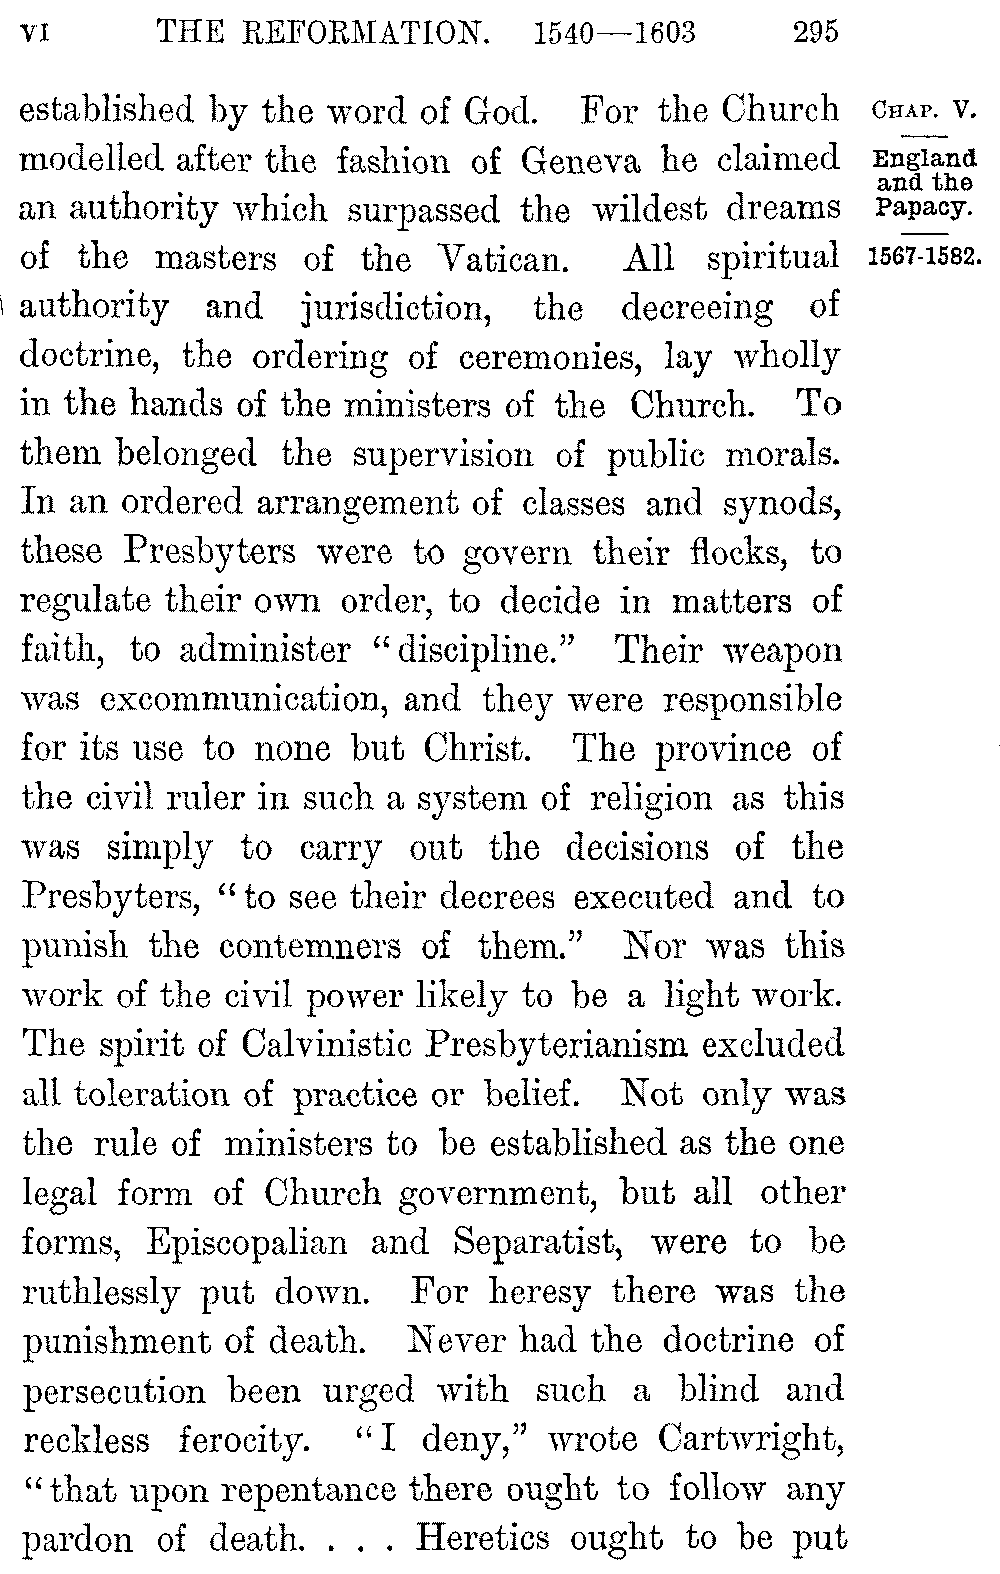 VI THE REFORMATION. 1540—1603 295
established by the word of God. For the Church
modelled after the fashion of Geneva he claimed
an authority which surpassed the wildest dreams
of the masters of the Vatican. All spiritual
authority and jurisdiction, the decreeing of
doctrine, the ordering of ceremonies, lay wholly
in the hands of the ministers of the Church. To
them belonged the supervision of public morals.
In an ordered arrangement of classes and synods,
these Presbyters were to govern their flocks, to
regulate their own order, to decide in matters of
faith, to administer “discipline.” Their weapon
was excommunication, and they were responsible
for its use to none but Christ. The province of
the civil ruler in such a system of religion as this
was simply to carry out the decisions of the
Presbyters, “to see their decrees executed and to
punish the contemners of them.” Nor was this
work of the civil power likely to be a light work.
The spirit of Calvinistic Presbyterianism excluded
all toleration of practice or belief. Not only was
the rule of ministers to be established as the one
legal form of Church government, but all other
forms, Episcopalian and Separatist, were to be
ruthlessly put down. For heresy there was the
punishment of death. Never had the doctrine of
persecution been urged with such a blind and
reckless ferocity. “I deny,” wrote Cartwright,
“that upon repentance there ought to follow any
pardon of death. . . . Heretics ought to be put
CHAP. V.
England
and the
Papacy.
1567-1582.